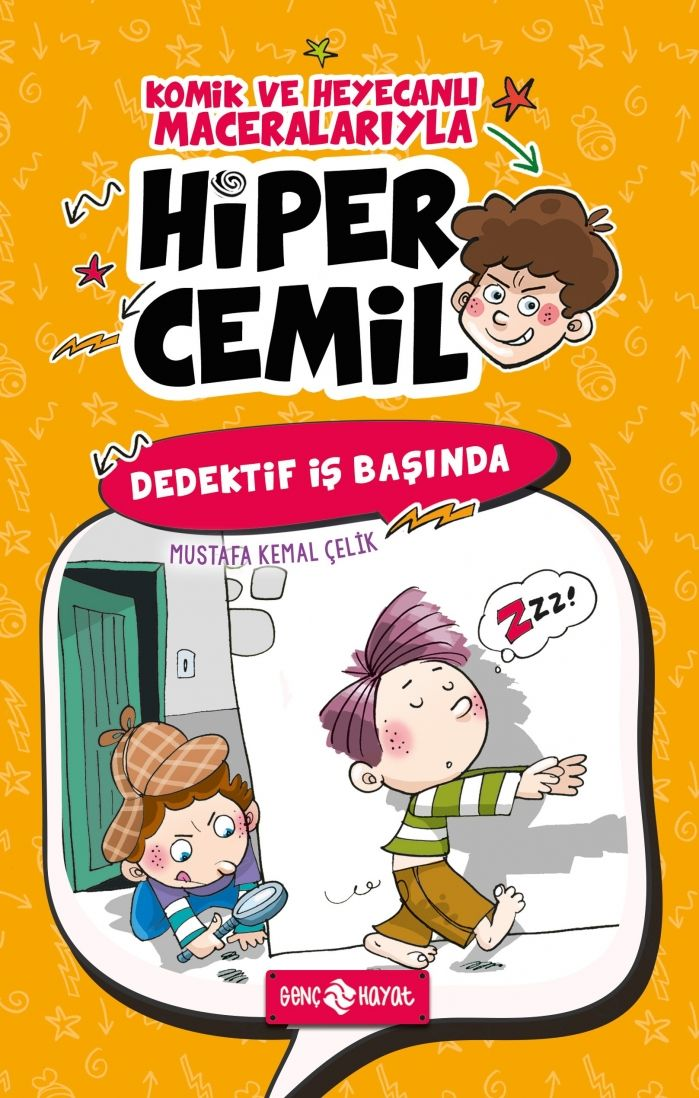 KOMİK VE HEYECANLI
MACERALARIYLA
HİPER
CEMİL
DEDEKTİF İŞ BAŞINDA
MUSTAFA KEMAL ÇELİK
Zzz!
GENÇ HAYAT